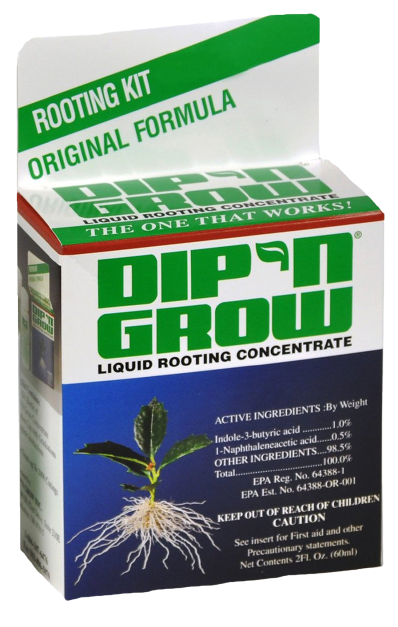 ROOTING KIT
ORIGINAL FORMULA
DIP'N
GROW
LIQUID ROOTING CONCENTRATE
THE ONE THAT WORKS!
DIP'N®
GROW
LIQUID ROOTING CONCENTRATE
ACTIVE INGREDIENTS :By Weight
Indole-3-butyric acid ............1.0%
1-Naphthaleneacetic acid.....0.5%
OTHER INGREDIENTS....98.5%
Total.................................100.0%
EPA Reg. No. 64388-1
EPA Est. No. 64388-OR-001
KEEP OUT OF REACH OF CHILDREN
CAUTION
See insert for First aid and other
Precautionary statements.
Net Contents 2Fl. Oz. (60ml)
DIP'N
GROW